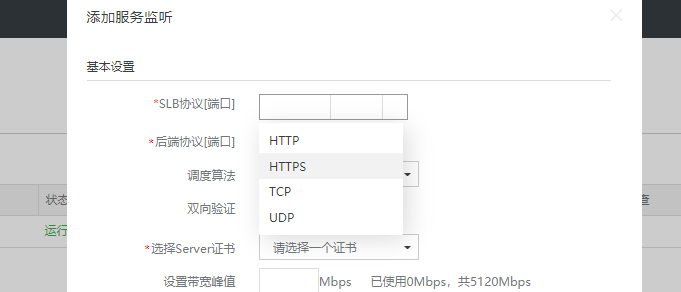 添加服务监听
基本设置
*SLB协议[端口]
*后端协议[端口]
HTTP
HTTPS
调度算法
TCP
状态
查
双向验证
UDP
运行
*选择Server证书 请选择一个证书
设置带宽峰值 Mbps 已使用0Mbps，共5120Mbps